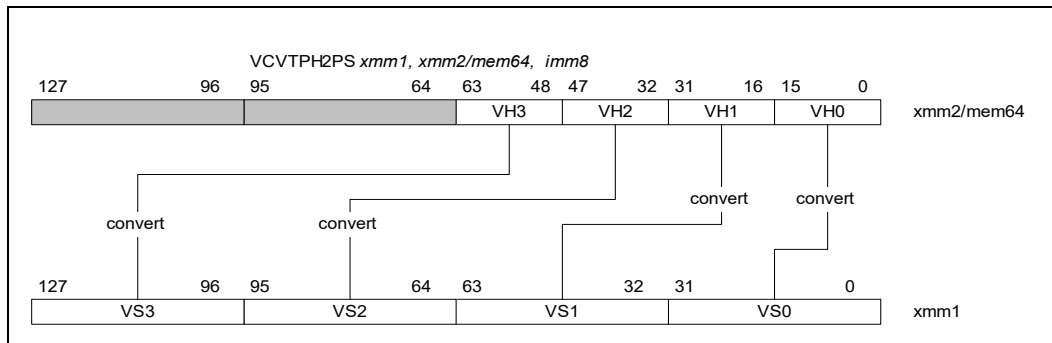 VCVTPH2PS xmm1, xmm2/mem64, imm8
127 96 95 64 63 48 47 32 31 16 15 0
VH3 VH2 VH1 VH0 xmm2/mem64
convert convert convert convert
127 96 95 64 63 32 31 0
VS3 VS2 VS1 VS0 xmm1